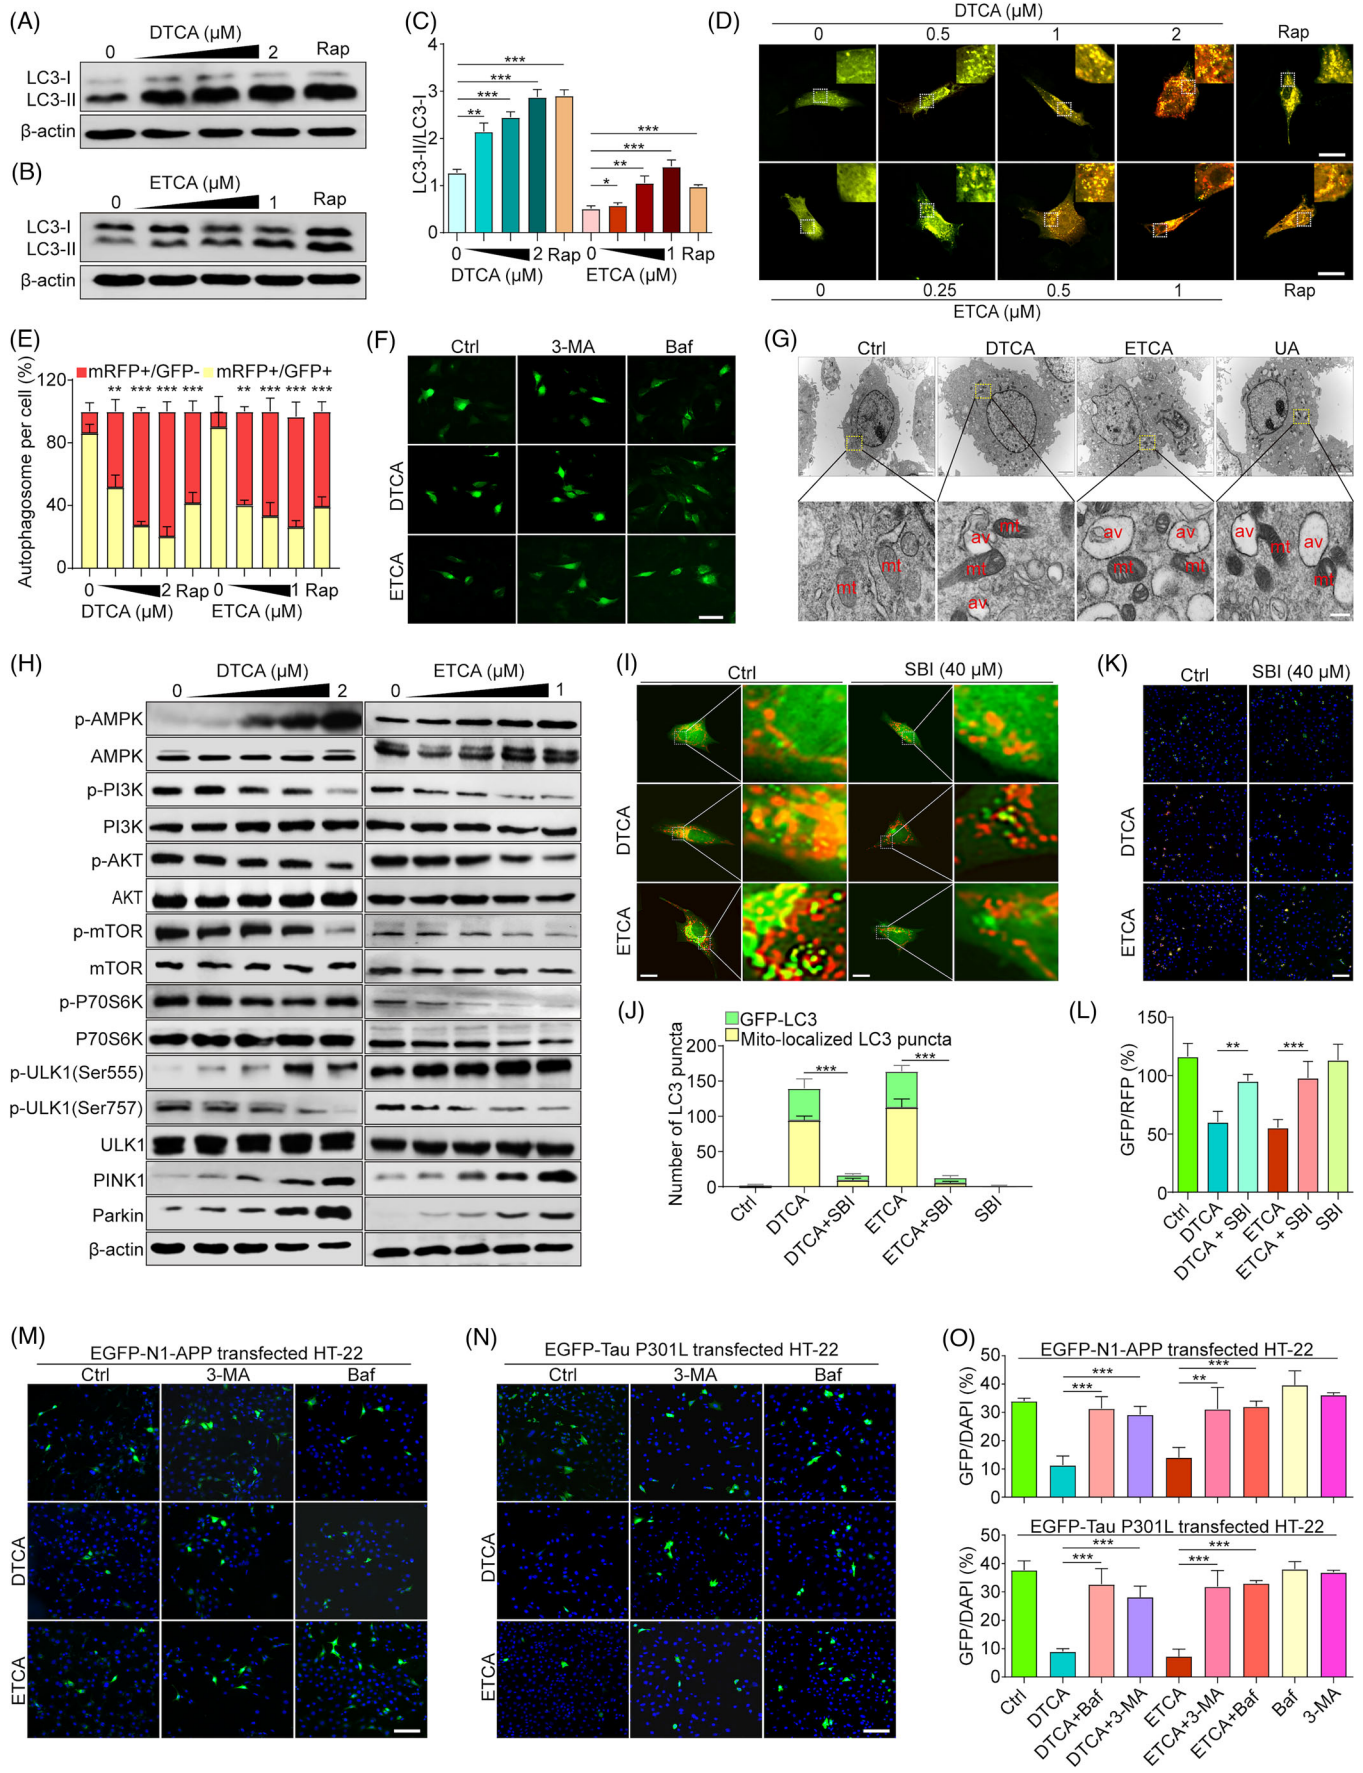 (A)
DTCA (µM)
0 2 Rap
LC3-I
LC3-II
β-actin
(B)
ETCA (µM)
0 1 Rap
LC3-I
LC3-II
β-actin
(C)
LC3-II/LC3-I
4
3
2
1
0
** *** *** ***
* ** *** ***
0 2 Rap 0 1 Rap
DTCA (µM) ETCA (µM)
(D)
DTCA (µM)
0 0.5 1 2 Rap
0 0.25 0.5 1 Rap
ETCA (µM)
(E)
Autophagosome per cell (%)
mRFP+/GFP- mRFP+/GFP+
** *** *** *** ** *** *** ***
120
80
40
0
0 2 Rap 0 1 Rap
DTCA (µM) ETCA (µM)
(F)
Ctrl 3-MA Baf
DTCA
ETCA
(G)
Ctrl DTCA ETCA UA
mt mt
av mt mt av
av av mt mt
av mt av mt
(H)
DTCA (µM) ETCA (µM)
0 2 0 1
p-AMPK
AMPK
p-PI3K
PI3K
p-AKT
AKT
p-mTOR
mTOR
p-P70S6K
P70S6K
p-ULK1(Ser555)
p-ULK1(Ser757)
ULK1
PINK1
Parkin
β-actin
(I)
Ctrl SBI (40 µM)
DTCA
ETCA
(J)
GFP-LC3
Mito-localized LC3 puncta
Number of LC3 puncta
200
150
100
50
0
*** ***
Ctrl DTCA DTCA+SBI ETCA ETCA+SBI SBI
(K)
Ctrl SBI (40 µM)
DTCA
ETCA
(L)
GFP/RFP (%)
150
100
50
0
** ***
Ctrl DTCA DTCA + SBI ETCA ETCA + SBI SBI
(M)
EGFP-N1-APP transfected HT-22
Ctrl 3-MA Baf
DTCA
ETCA
(N)
EGFP-Tau P301L transfected HT-22
Ctrl 3-MA Baf
DTCA
ETCA
(O)
EGFP-N1-APP transfected HT-22
GFP/DAPI (%)
50
40
30
20
10
0
*** *** ** ***
EGFP-Tau P301L transfected HT-22
GFP/DAPI (%)
50
40
30
20
10
0
*** *** *** ***
Ctrl DTCA DTCA+Baf DTCA+3-MA ETCA ETCA+3-MA ETCA+Baf Baf 3-MA